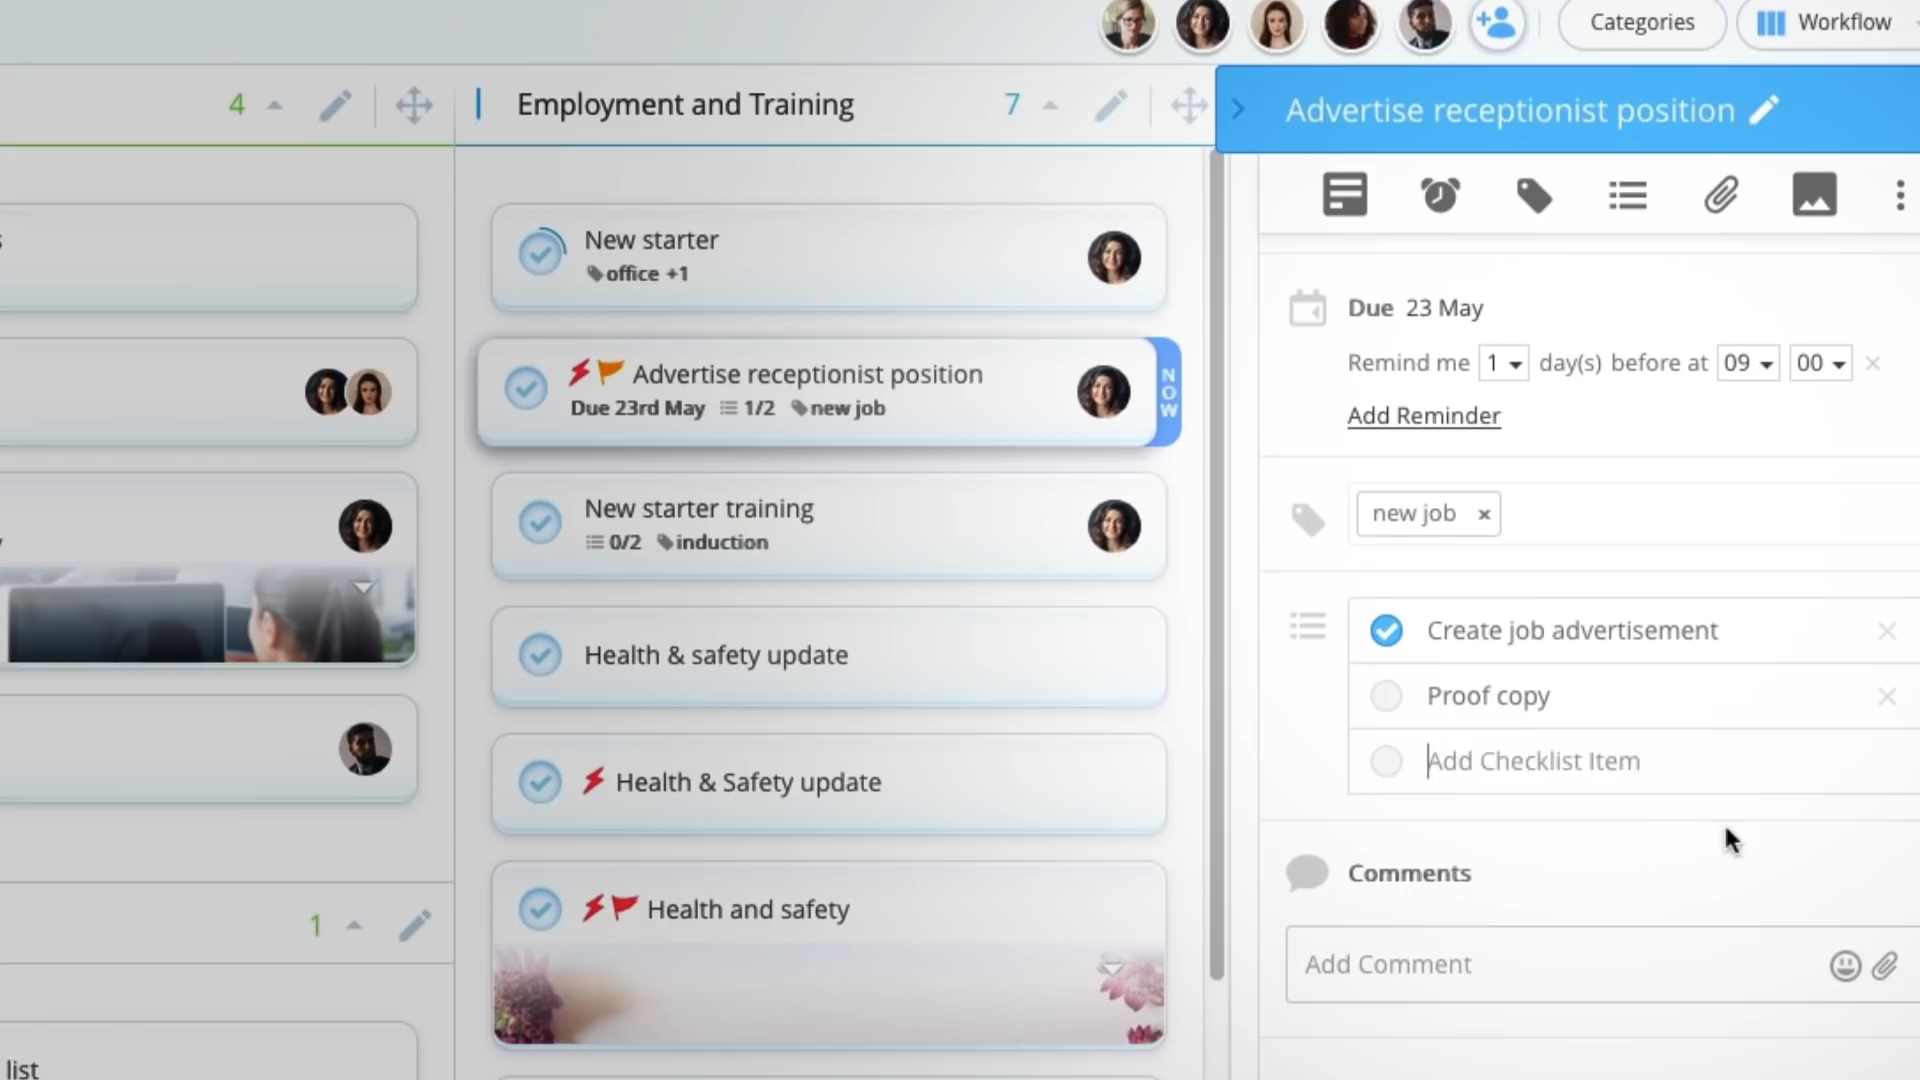 Categories
Workflow
4
Employment and Training
7
Advertise receptionist position
New starter
office +1
Advertise receptionist position
Due 23rd May 1/2 new job
NOW
New starter training
0/2 induction
Health & safety update
Health & Safety update
Health and safety
1
list
Due 23 May
Remind me 1 day(s) before at 09 00
Add Reminder
new job
Create job advertisement
Proof copy
Add Checklist Item
Comments
Add Comment